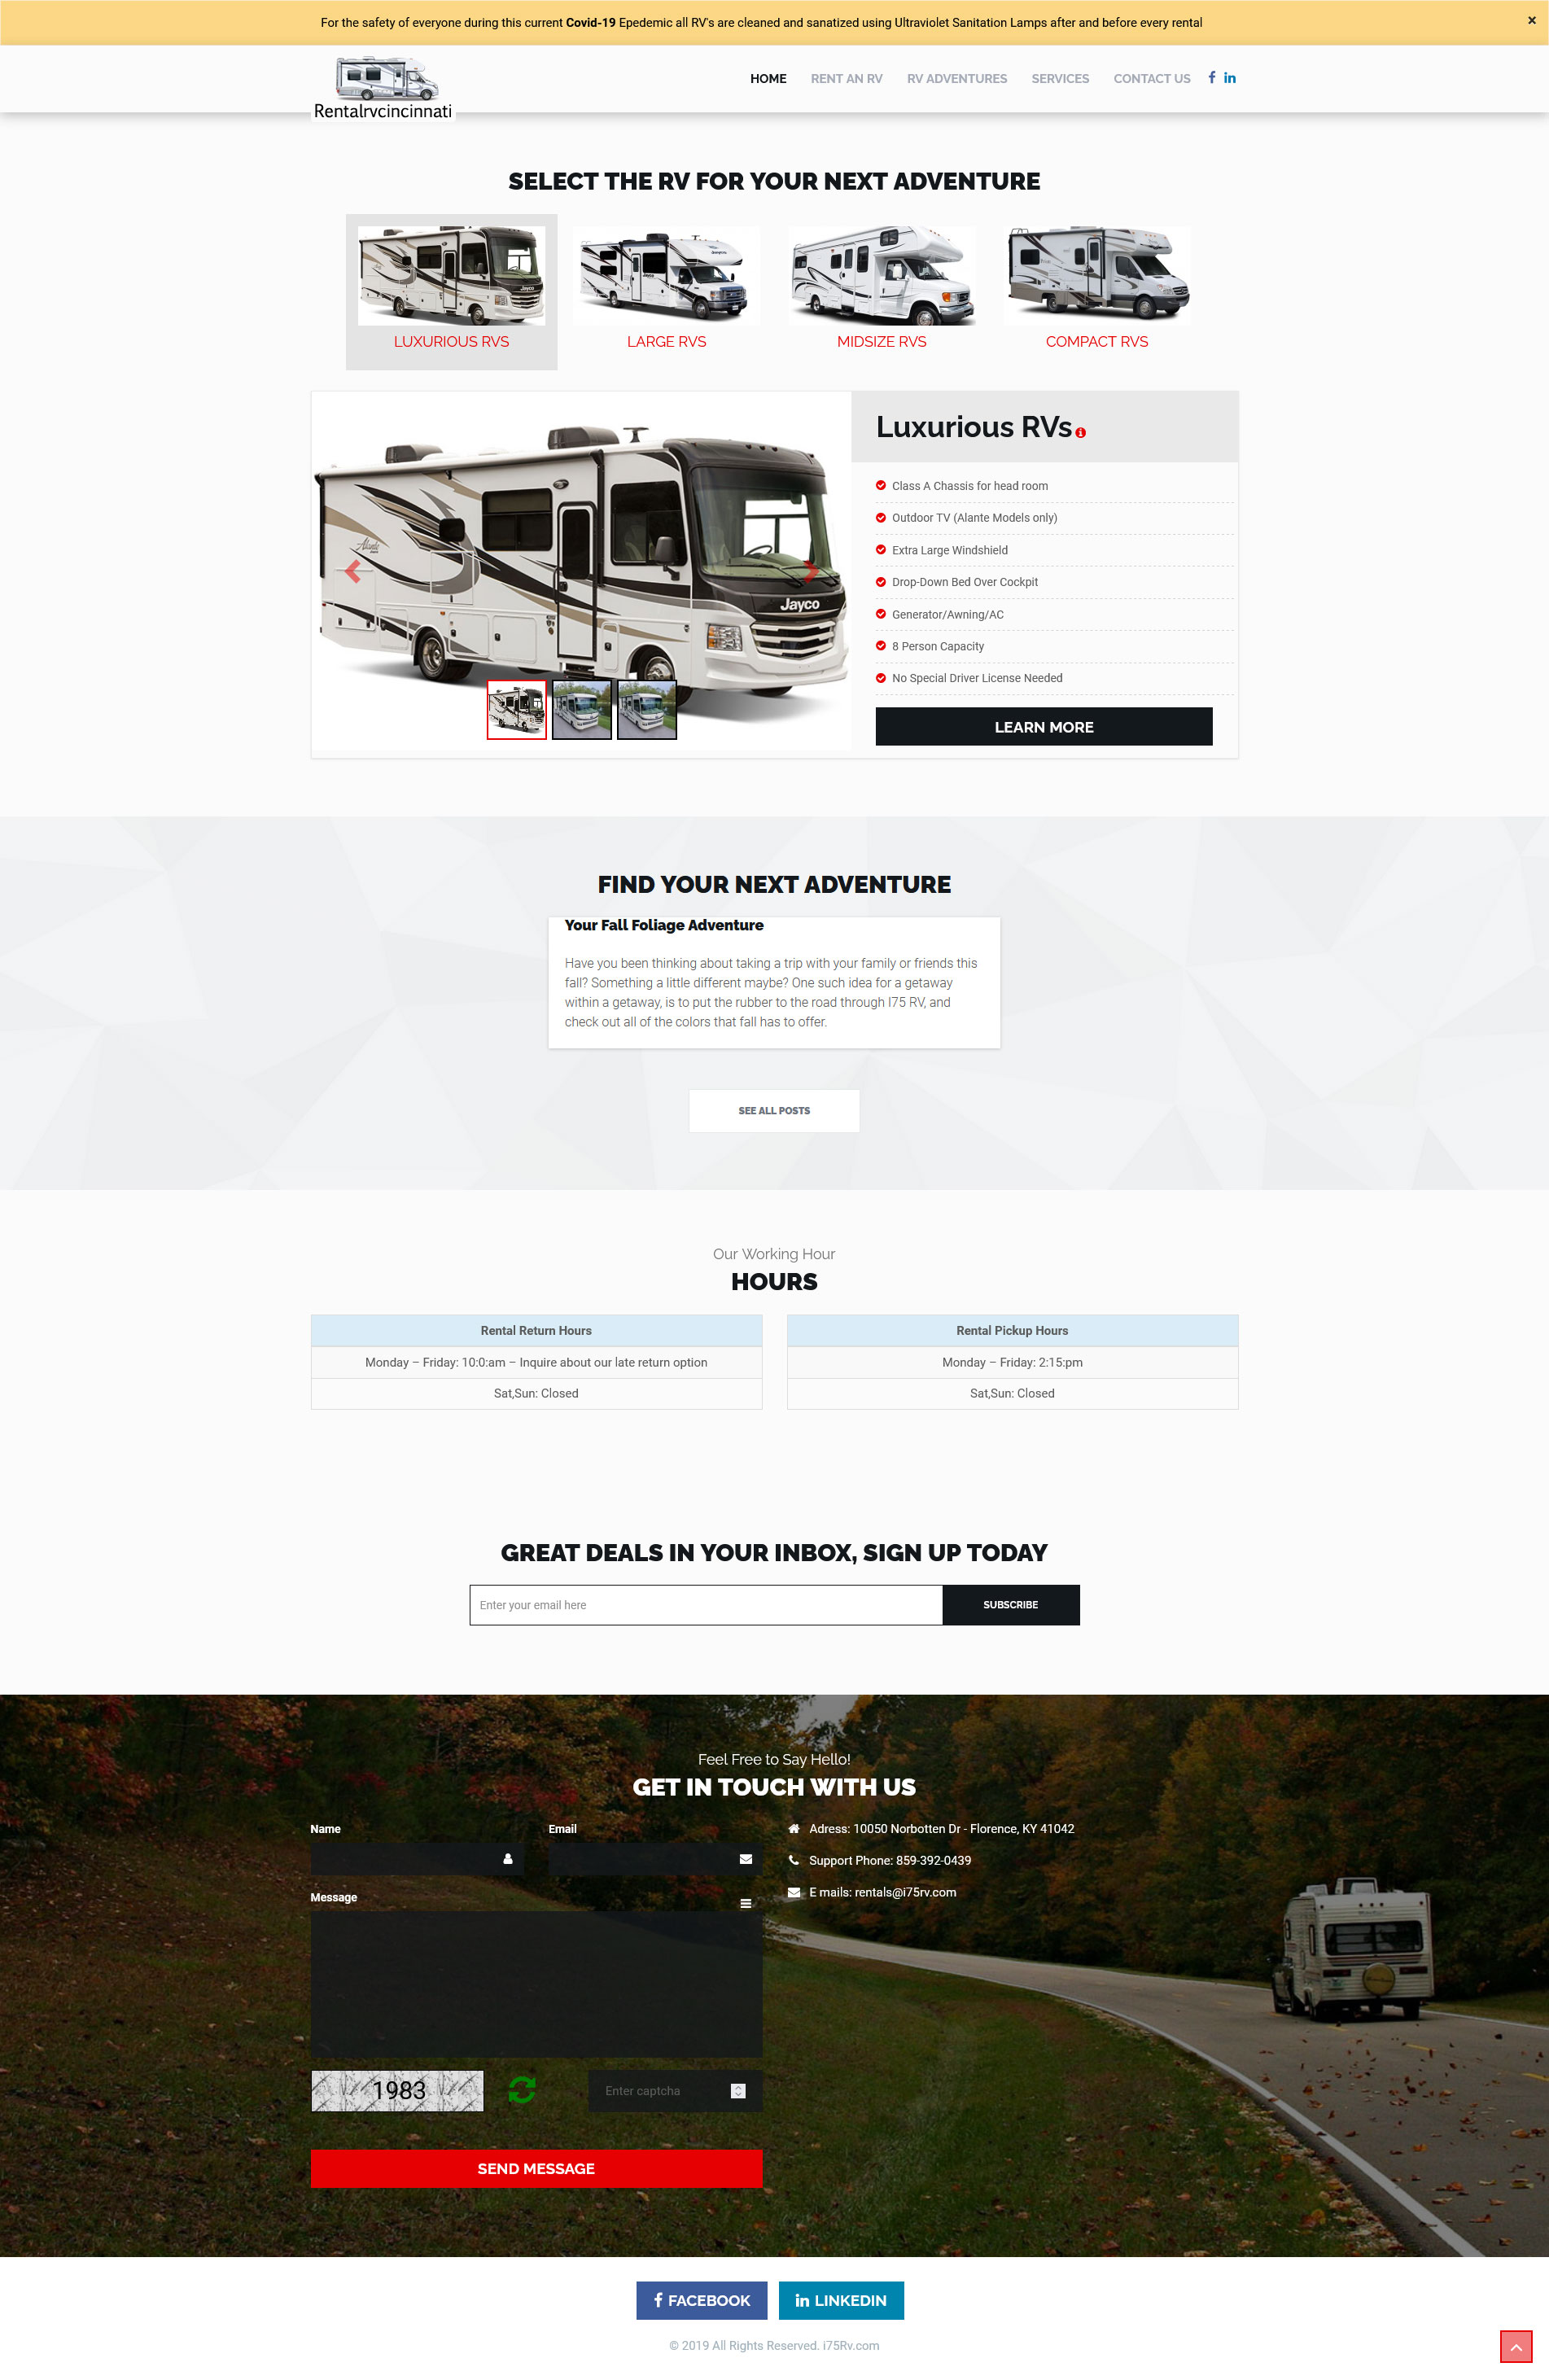 For the safety of everyone during this current Covid-19 Epedemic all RV's are cleaned and sanatized using Ultraviolet Sanitation Lamps after and before every rental
×
Rentalrvcincinnati
HOME
RENT AN RV
RV ADVENTURES
SERVICES
CONTACT US
SELECT THE RV FOR YOUR NEXT ADVENTURE
LUXURIOUS RVS
LARGE RVS
MIDSIZE RVS
COMPACT RVS
Alante
Jayco
Luxurious RVs
Class A Chassis for head room
Outdoor TV (Alante Models only)
Extra Large Windshield
Drop-Down Bed Over Cockpit
Generator/Awning/AC
8 Person Capacity
No Special Driver License Needed
LEARN MORE
FIND YOUR NEXT ADVENTURE
Your Fall Foliage Adventure
Have you been thinking about taking a trip with your family or friends this
fall? Something a little different maybe? One such idea for a getaway
within a getaway, is to put the rubber to the road through I75 RV, and
check out all of the colors that fall has to offer.
SEE ALL POSTS
Our Working Hour
HOURS
Rental Return Hours
Monday – Friday: 10:0:am – Inquire about our late return option
Sat,Sun: Closed
Rental Pickup Hours
Monday – Friday: 2:15:pm
Sat,Sun: Closed
GREAT DEALS IN YOUR INBOX, SIGN UP TODAY
Enter your email here
SUBSCRIBE
Feel Free to Say Hello!
GET IN TOUCH WITH US
Name
Email
Message
1983
Enter captcha
SEND MESSAGE
Adress: 10050 Norbotten Dr - Florence, KY 41042
Support Phone: 859-392-0439
E mails: rentals@i75rv.com
FACEBOOK
LINKEDIN
© 2019 All Rights Reserved. i75Rv.com